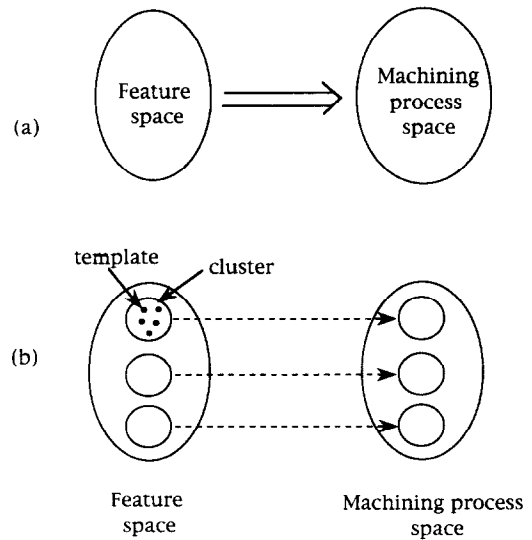 (a)
Feature
space
Machining
process
space
(b)
template
cluster
Feature
space
Machining process
space